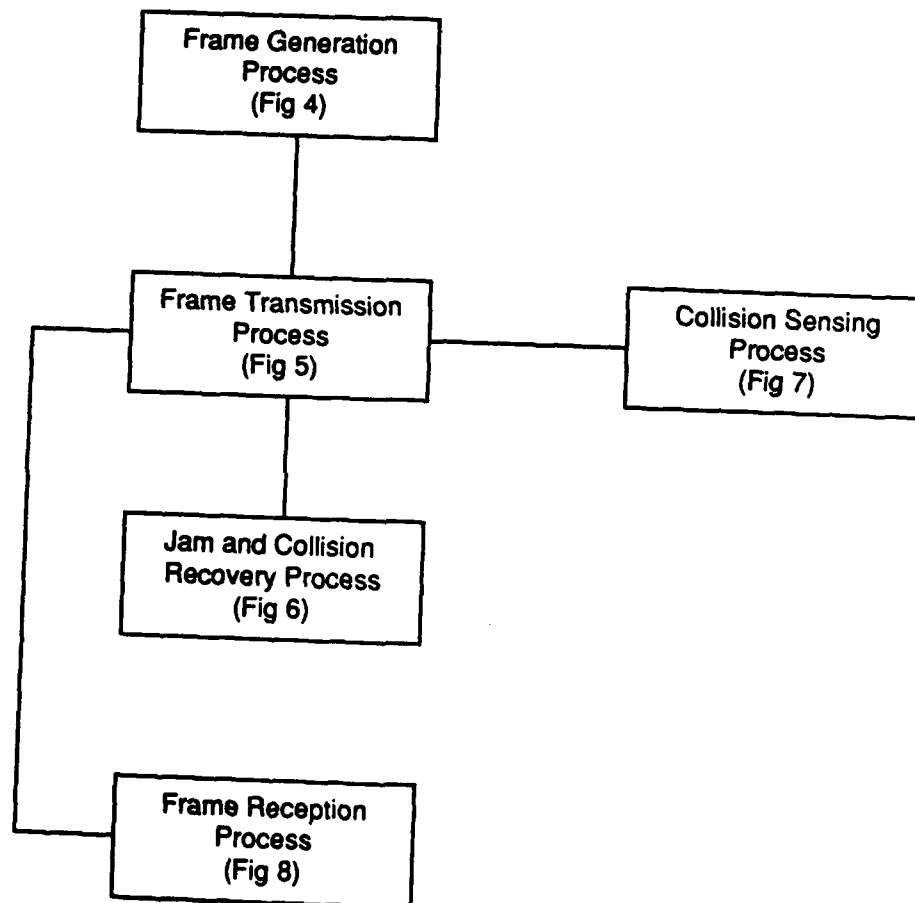 Frame Generation
Process
(Fig 4)
Frame Transmission
Process
(Fig 5)
Collision Sensing
Process
(Fig 7)
Jam and Collision
Recovery Process
(Fig 6)
Frame Reception
Process
(Fig 8)